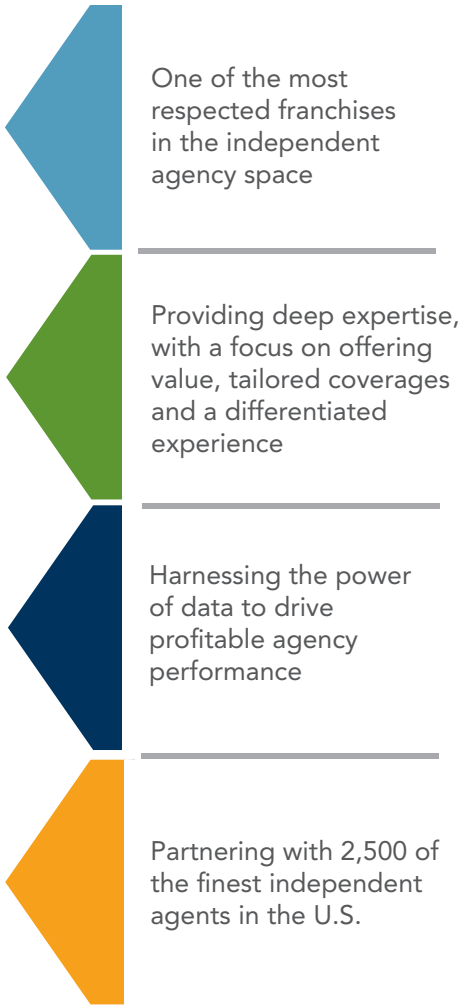 One of the most
respected franchises
in the independent
agency space
Providing deep expertise,
with a focus on offering
value, tailored coverages
and a differentiated
experience
Harnessing the power
of data to drive
profitable agency
performance
Partnering with 2,500 of
the finest independent
agents in the U.S.